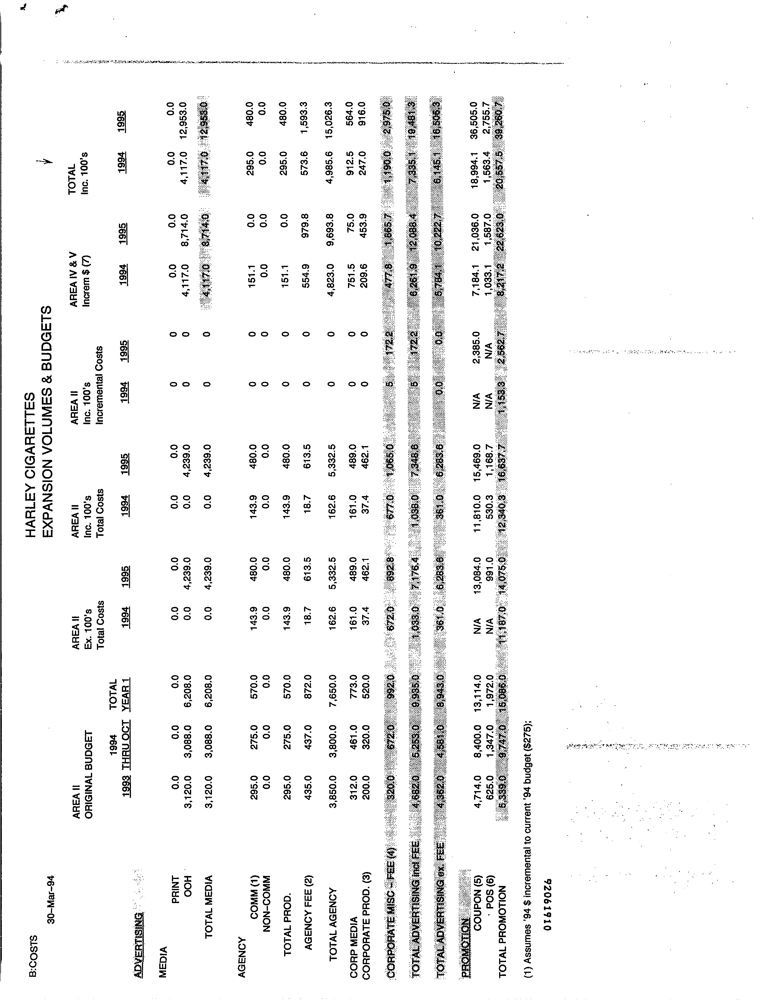 B:COSTS
30-Mar-94
HARLEY CIGARETTES
EXPANSION VOLUMES & BUDGETS
AREA II ORIGINAL BUDGET
AREA II Ex. 100's Total Costs
AREA II Inc. 100's Total Costs
AREA II Inc. 100's Incremental Costs
AREA IV & V Increm $ (7)
TOTAL Inc. 100's
ADVERTISING 1993 1994 THRU OCT TOTAL YEAR 1 1994 1995 1994 1995 1994 1995 1994 1995 1994 1995
MEDIA
PRINT 0.0 0.0 0.0 0.0 0.0 0.0 0.0 0 0 0.0 0.0 0.0 0.0
OOH 3,120.0 3,088.0 6,208.0 0.0 4,239.0 0.0 4,239.0 0 0 4,117.0 8,714.0 4,117.0 12,953.0
TOTAL MEDIA 3,120.0 3,088.0 6,208.0 0.0 4,239.0 0.0 4,239.0 0 0 4,117.0 8,714.0 4,117.0 12,953.0
AGENCY
COMM (1) 295.0 275.0 570.0 143.9 480.0 143.9 480.0 0 0 151.1 0.0 295.0 480.0
NON-COMM 0.0 0.0 0.0 0.0 0.0 0.0 0.0 0 0 0.0 0.0 0.0 0.0
TOTAL PROD. 295.0 275.0 570.0 143.9 480.0 143.9 480.0 0 0 151.1 0.0 295.0 480.0
AGENCY FEE (2) 435.0 437.0 872.0 18.7 613.5 18.7 613.5 0 0 554.9 979.8 573.6 1,593.3
TOTAL AGENCY 3,850.0 3,800.0 7,650.0 162.6 5,332.5 162.6 5,332.5 0 0 4,823.0 9,693.8 4,985.6 15,026.3
CORP MEDIA 312.0 461.0 773.0 161.0 489.0 161.0 489.0 0 0 751.5 75.0 912.5 564.0
CORPORATE PROD. (3) 200.0 320.0 520.0 37.4 462.1 37.4 462.1 0 0 209.6 453.9 247.0 916.0
CORPORATE MISC - FEE (4) 320.0 672.0 992.0 672.0 892.8 677.0 1,065.0 5 172.2 477.8 1,865.7 1,190.0 2,975.0
TOTAL ADVERTISING incl FEE 4,682.0 5,253.0 9,935.0 1,033.0 7,176.4 1,038.0 7,348.6 5 172.2 6,261.9 12,088.4 7,335.1 19,481.3
TOTAL ADVERTISING ex. FEE 4,362.0 4,581.0 8,943.0 361.0 6,283.6 361.0 6,283.6 0.0 0.0 5,784.1 10,222.7 6,145.1 16,506.3
PROMOTION
COUPON (5) 4,714.0 8,400.0 13,114.0 N/A 13,084.0 11,810.0 15,469.0 N/A 2,385.0 7,184.1 21,036.0 18,994.1 36,505.0
POS (6) 625.0 1,347.0 1,972.0 N/A 991.0 530.3 1,168.7 N/A N/A 1,033.1 1,587.0 1,563.4 2,755.7
TOTAL PROMOTION 5,339.0 9,747.0 15,086.0 11,187.0 14,075.0 12,340.3 16,637.7 1,153.3 2,562.7 8,217.2 22,623.0 20,557.5 39,260.7
(1) Assumes '94 $ incremental to current '94 budget ($275);
92061910